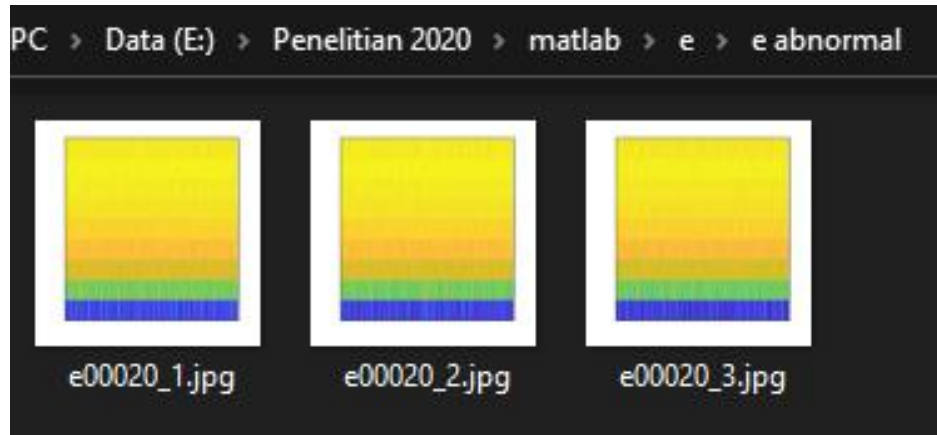 PC > Data (E:) > Penelitian 2020 > matlab > e > e abnormal
e00020_1.jpg e00020_2.jpg e00020_3.jpg